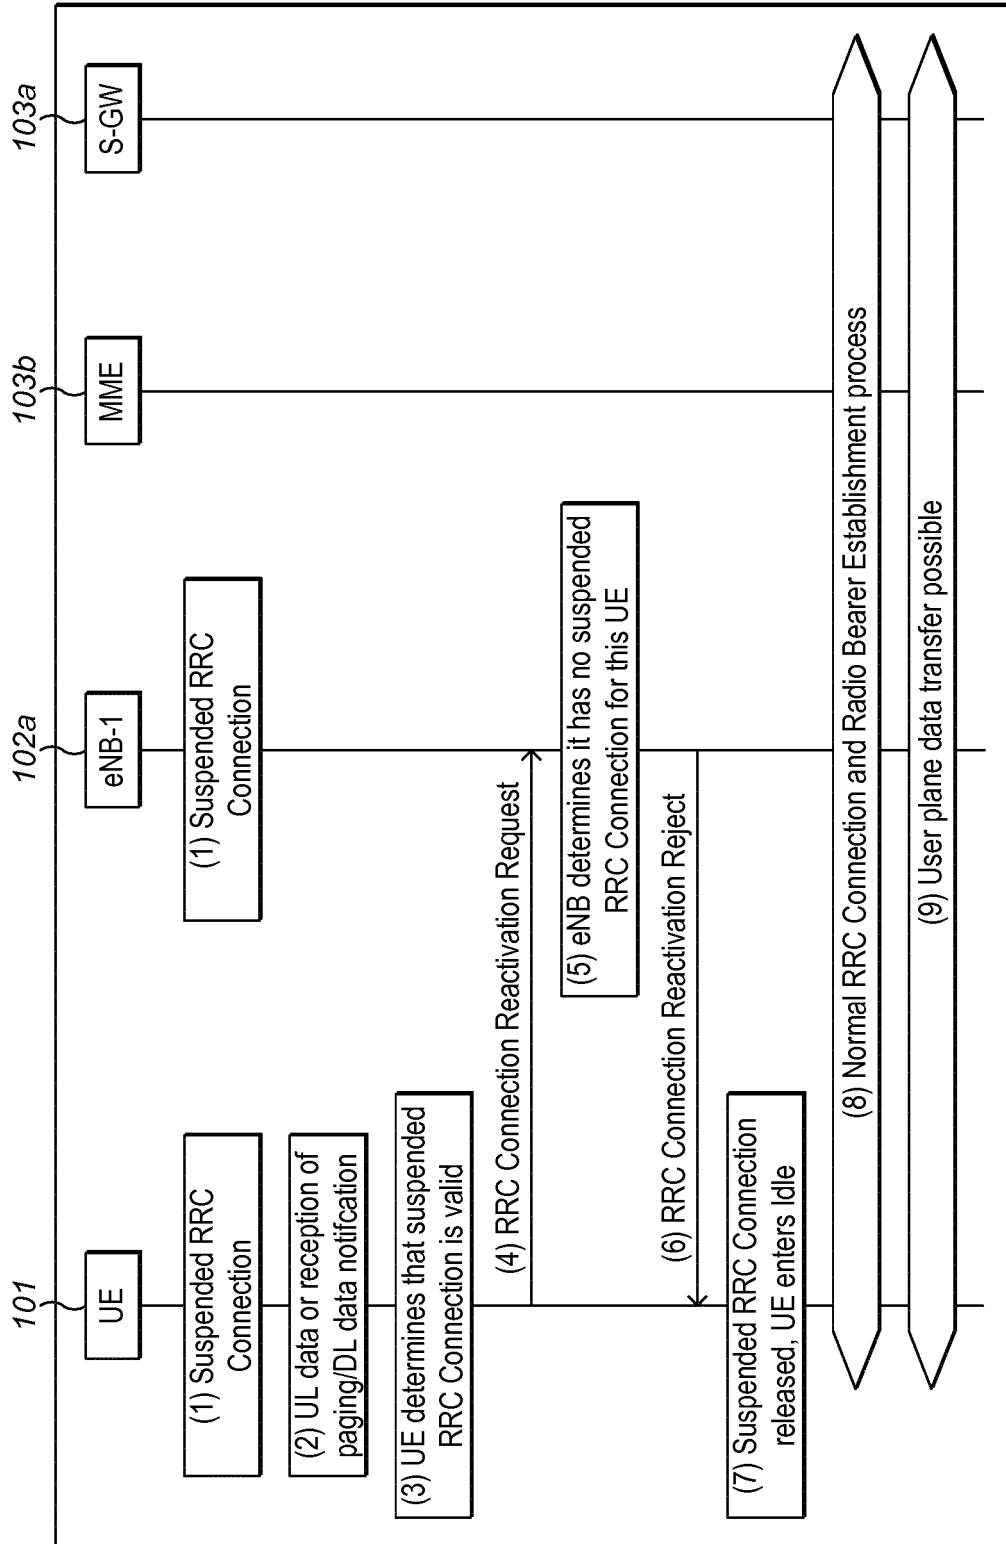 101
102a
103b
103a
UE
eNB-1
MME
S-GW
(1) Suspended RRC
Connection
(1) Suspended RRC
Connection
(2) UL data or reception of
paging/DL data notifcation
(3) UE determines that suspended
RRC Connection is valid
(4) RRC Connection Reactivation Request
(5) eNB determines it has no suspended
RRC Connection for this UE
(6) RRC Connection Reactivation Reject
(7) Suspended RRC Connection
released, UE enters Idle
(8) Normal RRC Connection and Radio Bearer Establishment process
(9) User plane data transfer possible